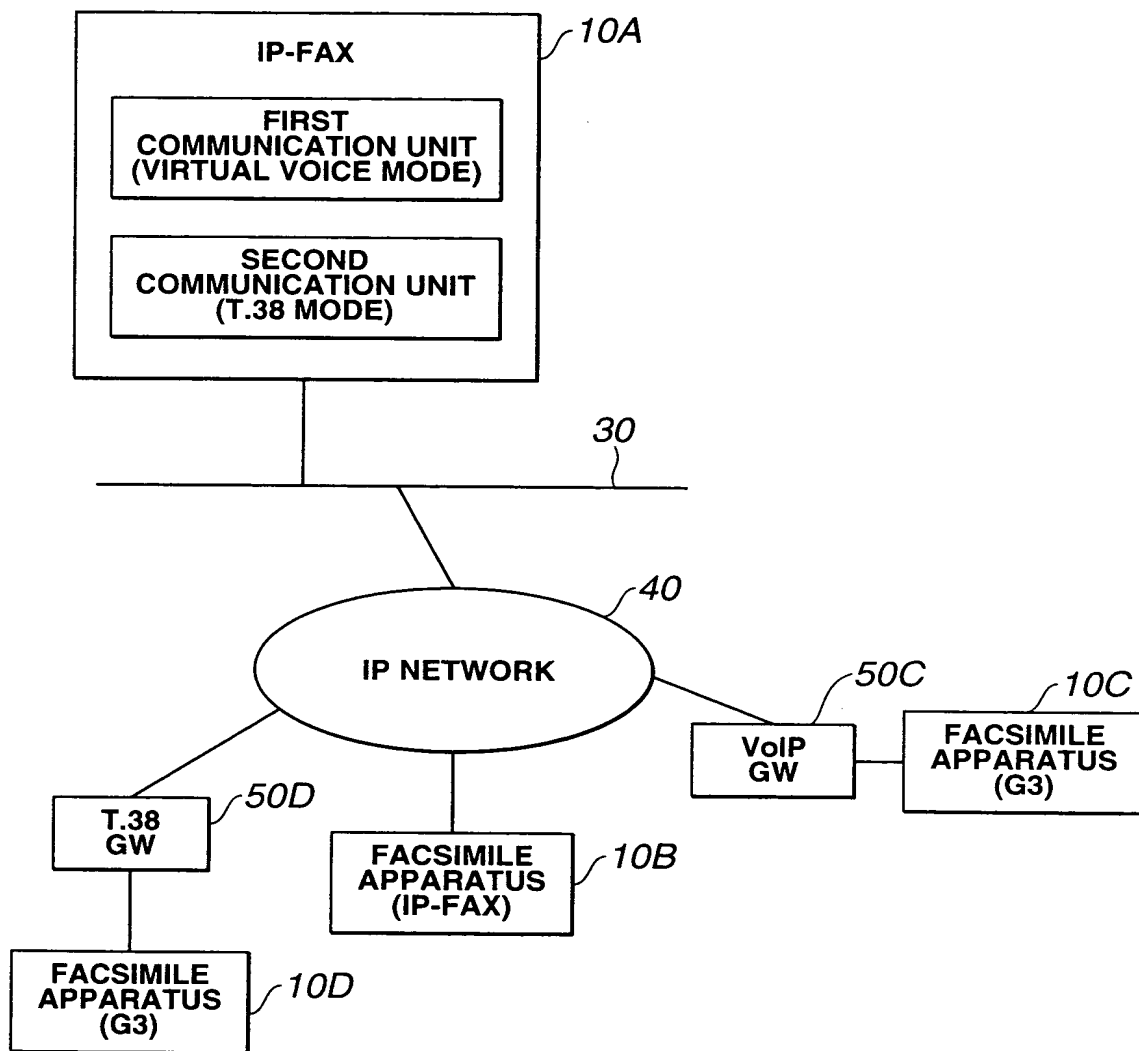 10A
IP-FAX
FIRST
COMMUNICATION UNIT
(VIRTUAL VOICE MODE)
SECOND
COMMUNICATION UNIT
(T.38 MODE)
30
40
IP NETWORK
50C
10C
VoIP
GW
FACSIMILE
APPARATUS
(G3)
50D
T.38
GW
10B
FACSIMILE
APPARATUS
(IP-FAX)
10D
FACSIMILE
APPARATUS
(G3)